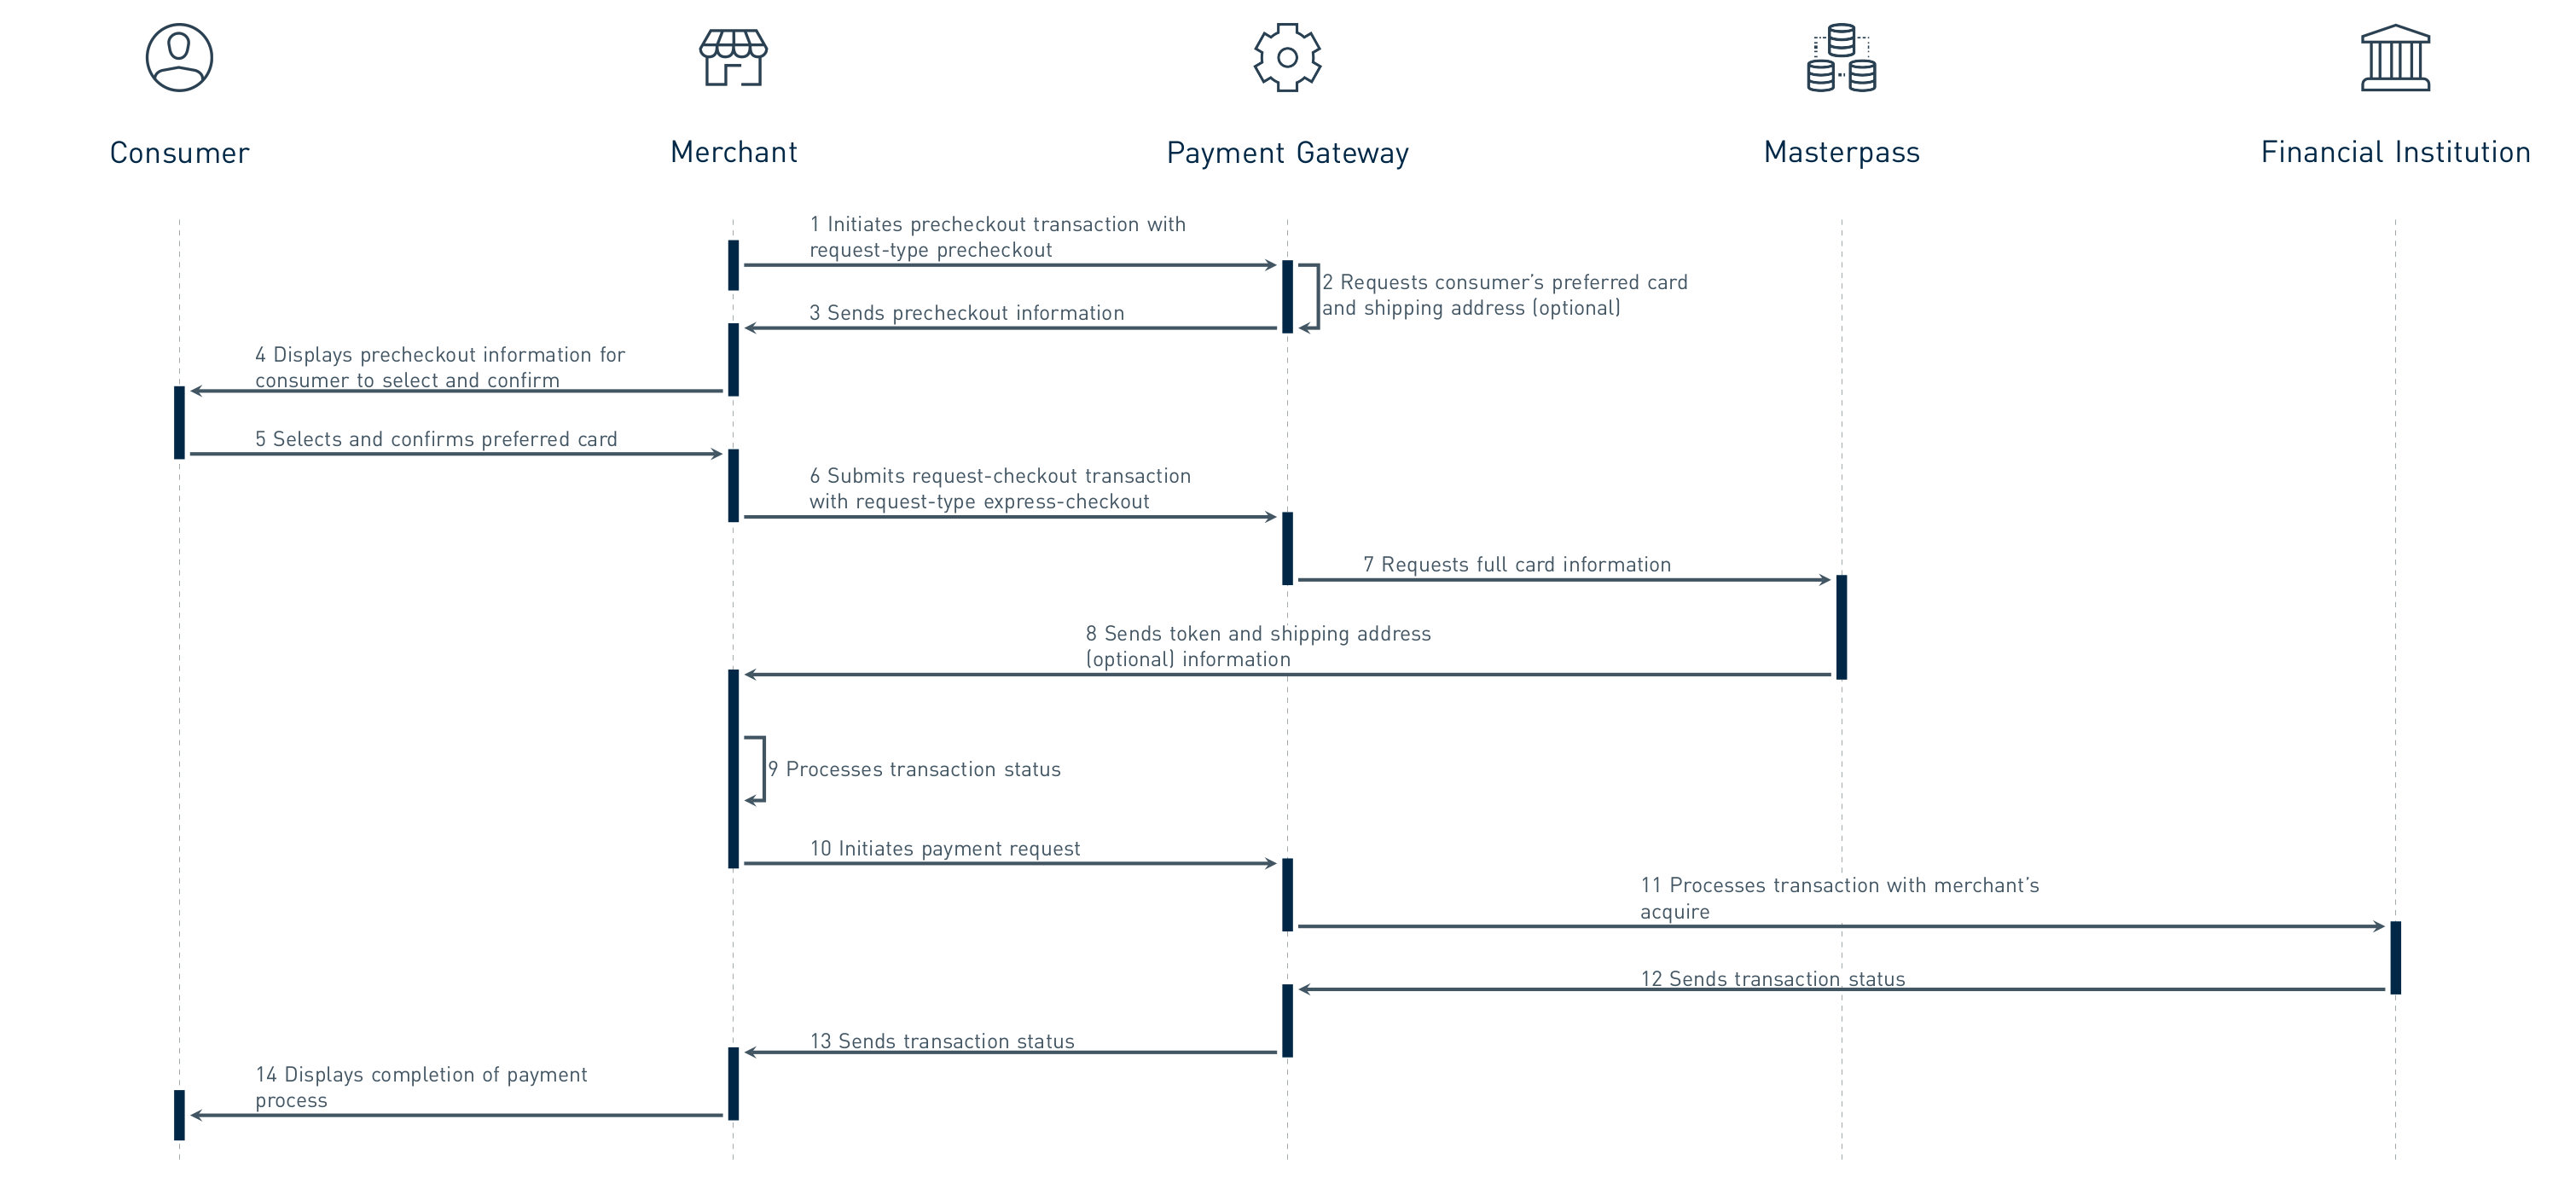 Consumer
Merchant
Payment Gateway
Masterpass
Financial Institution
1 Initiates precheckout transaction with
request-type precheckout
2 Requests consumer’s preferred card
and shipping address (optional)
3 Sends precheckout information
4 Displays precheckout information for
consumer to select and confirm
5 Selects and confirms preferred card
6 Submits request-checkout transaction
with request-type express-checkout
7 Requests full card information
8 Sends token and shipping address
(optional) information
9 Processes transaction status
10 Initiates payment request
11 Processes transaction with merchant’s
acquire
12 Sends transaction status
13 Sends transaction status
14 Displays completion of payment
process